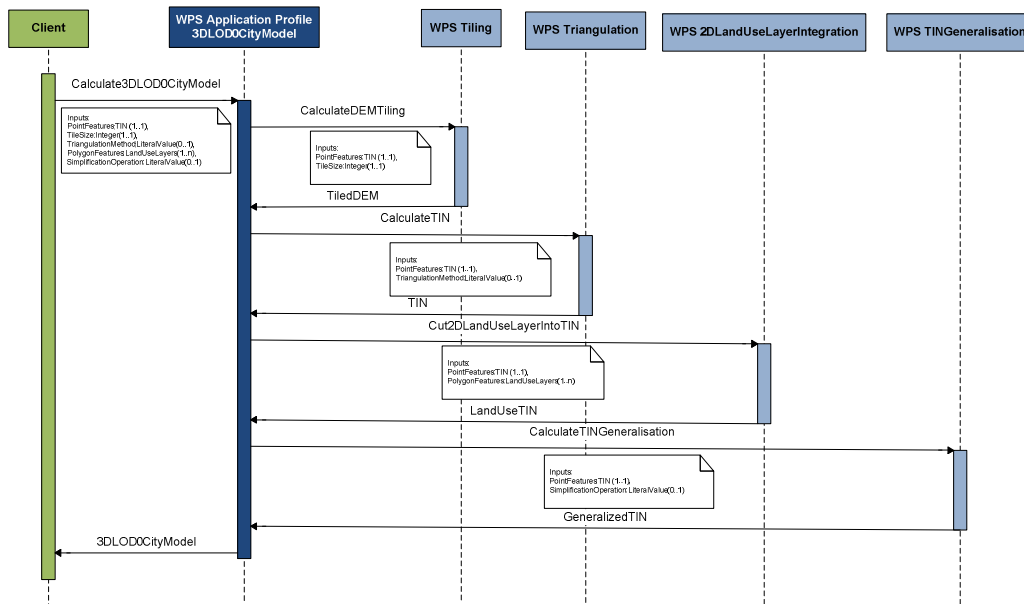 Client
WPS Application Profile
3DLOD0CityModel
WPS Tiling
WPS Triangulation
WPS 2DLandUseLayerIntegration
WPS TINGeneralisation
Calculate3DLOD0CityModel
Inputs:
PointFeatures:TIN (1..1),
TileSize:Integer(1..1),
TriangulationMethod:LiteralValue(0..1),
PolygonFeatures:LandUseLayers(1..n),
SimplificationOperation: LiteralValue(0..1)
CalculateDEMTiling
Inputs:
PointFeatures:TIN (1..1),
TileSize:Integer(1..1)
TiledDEM
CalculateTIN
Inputs:
PointFeatures:TIN (1..1),
TriangulationMethod:LiteralValue(0..1)
TIN
Cut2DLandUseLayerIntoTIN
Inputs:
PointFeatures:TIN (1..1),
PolygonFeatures:LandUseLayers(1..n)
LandUseTIN
CalculateTINGeneralisation
Inputs:
PointFeatures:TIN (1..1),
SimplificationOperation: LiteralValue(0..1)
GeneralizedTIN
3DLOD0CityModel